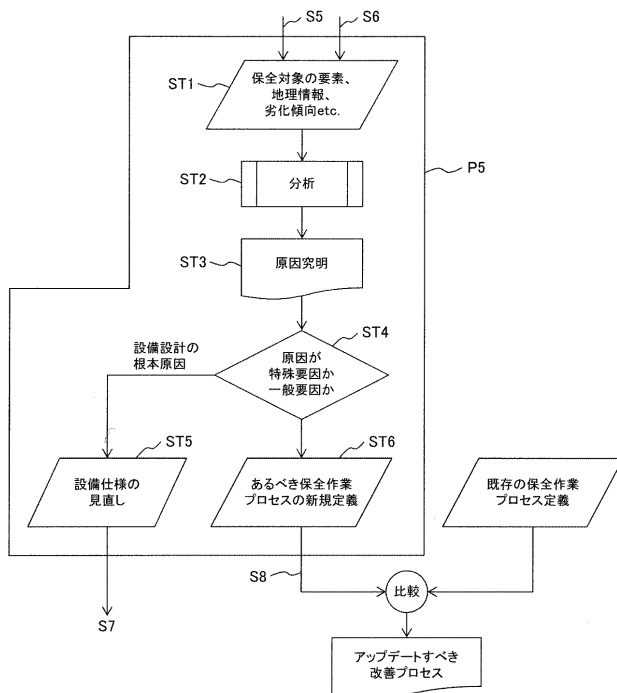 S5
S6
ST1
保全対象の要素、
地理情報、
劣化傾向etc.
ST2
分析
P5
ST3
原因究明
ST4
設備設計の
根本原因
原因が
特殊要因か
一般要因か
ST5
ST6
設備仕様の
見直し
あるべき保全作業
プロセスの新規定義
既存の保全作業
プロセス定義
S8
比較
S7
アップデートすべき
改善プロセス